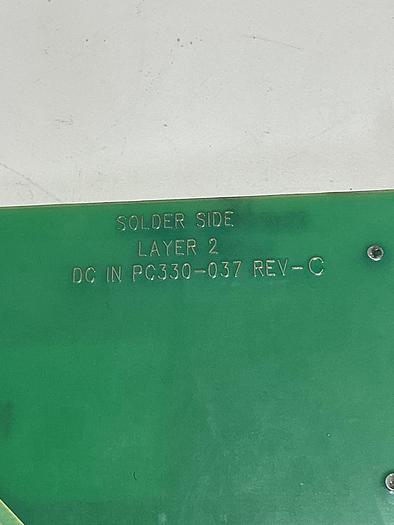 SOLDER SIDE
LAYER 2
DC IN PC330-037 REV-C